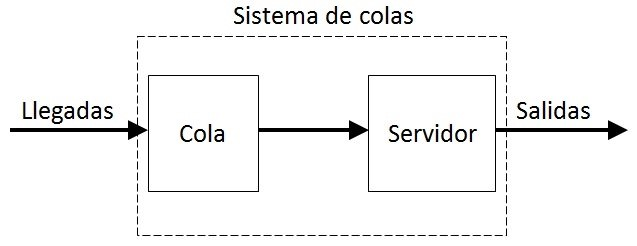 Sistema de colas
Llegadas
Cola
Servidor
Salidas